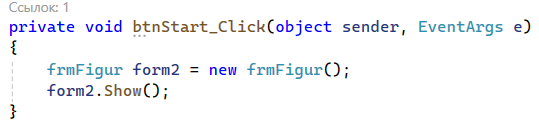 Ссылок: 1
private void btnStart_Click(object sender, EventArgs e)
{
frmFigur form2 = new frmFigur();
form2.Show();
}